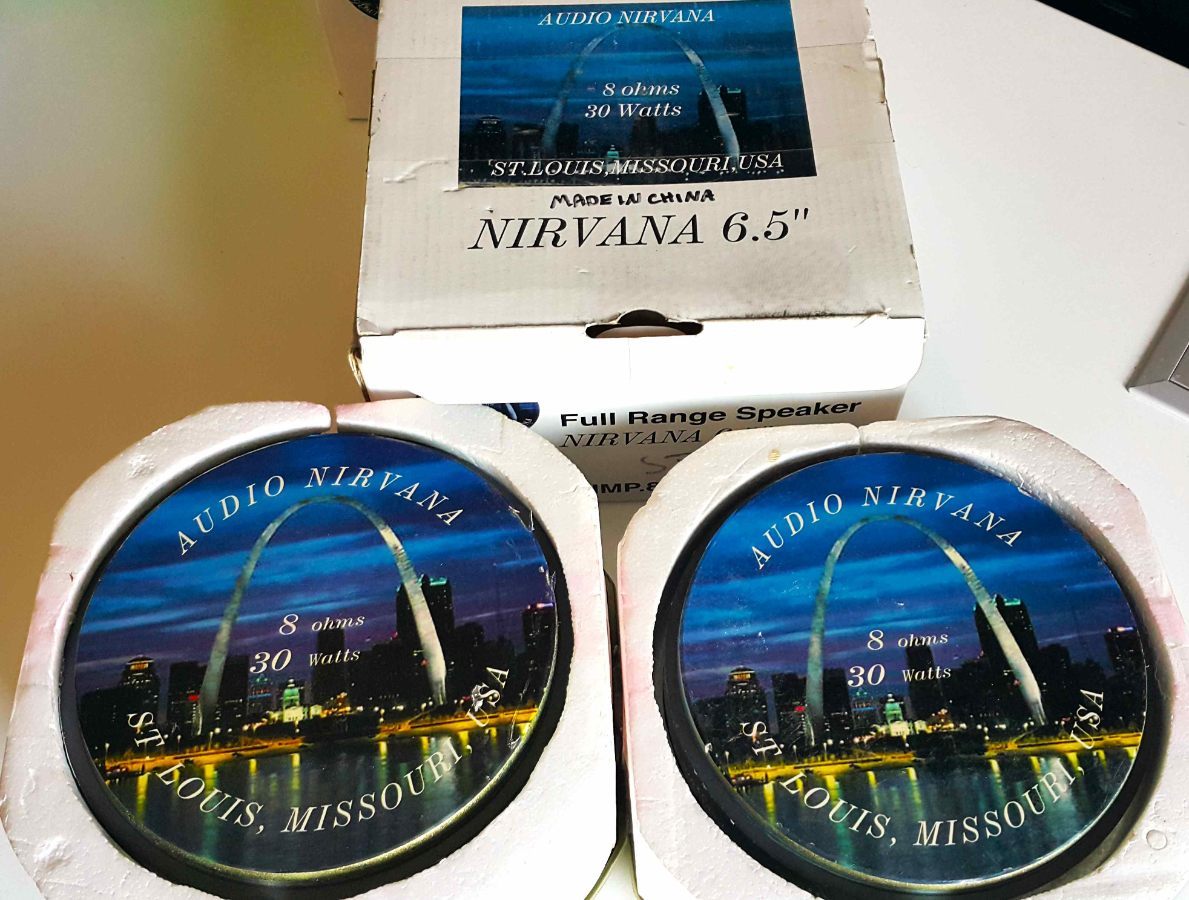 AUDIO NIRVANA
8 ohms
30 Watts
ST.LOUIS,MISSOURI,USA
MADE IN CHINA
NIRVANA 6.5"
Full Range Speaker
NIRVANA
IMP.8
AUDIO NIRVANA
8 ohms
30 Watts
ST. LOUIS, MISSOURI, USA
AUDIO NIRVANA
8 ohms
30 Watts
ST. LOUIS, MISSOURI, USA